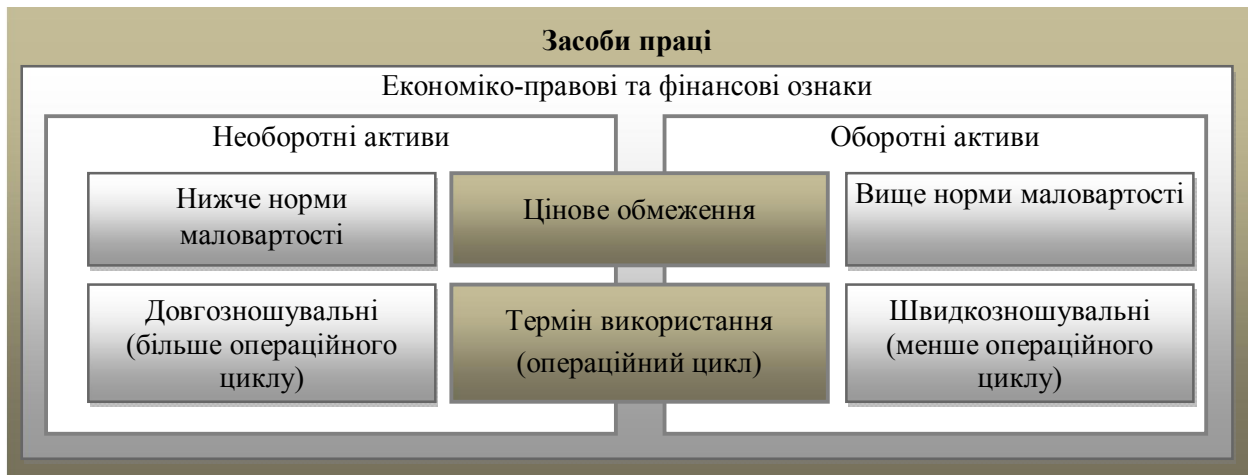 Засоби праці
Економіко-правові та фінансові ознаки
Необоротні активи
Оборотні активи
Нижче норми
маловартості
Цінове обмеження
Вище норми маловартості
Довгозношувальні
(більше операційного
циклу)
Термін використання
(операційний цикл)
Швидкозношувальні
(менше операційного
циклу)